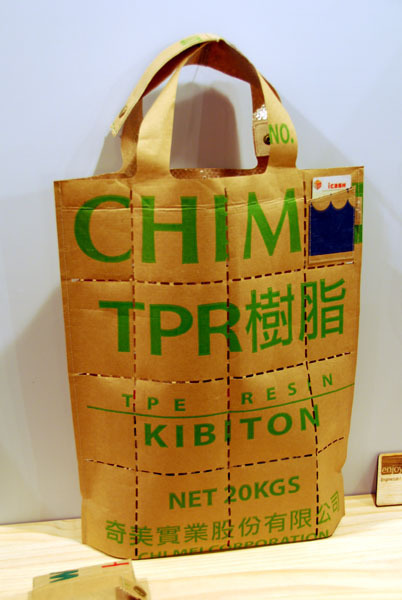 NO.
CHIM
TPR樹脂
TPE RESIN
KIBITON
NET 20KGS
奇美實業股份有限公司
CHI MEI CORPORATION
enjoy